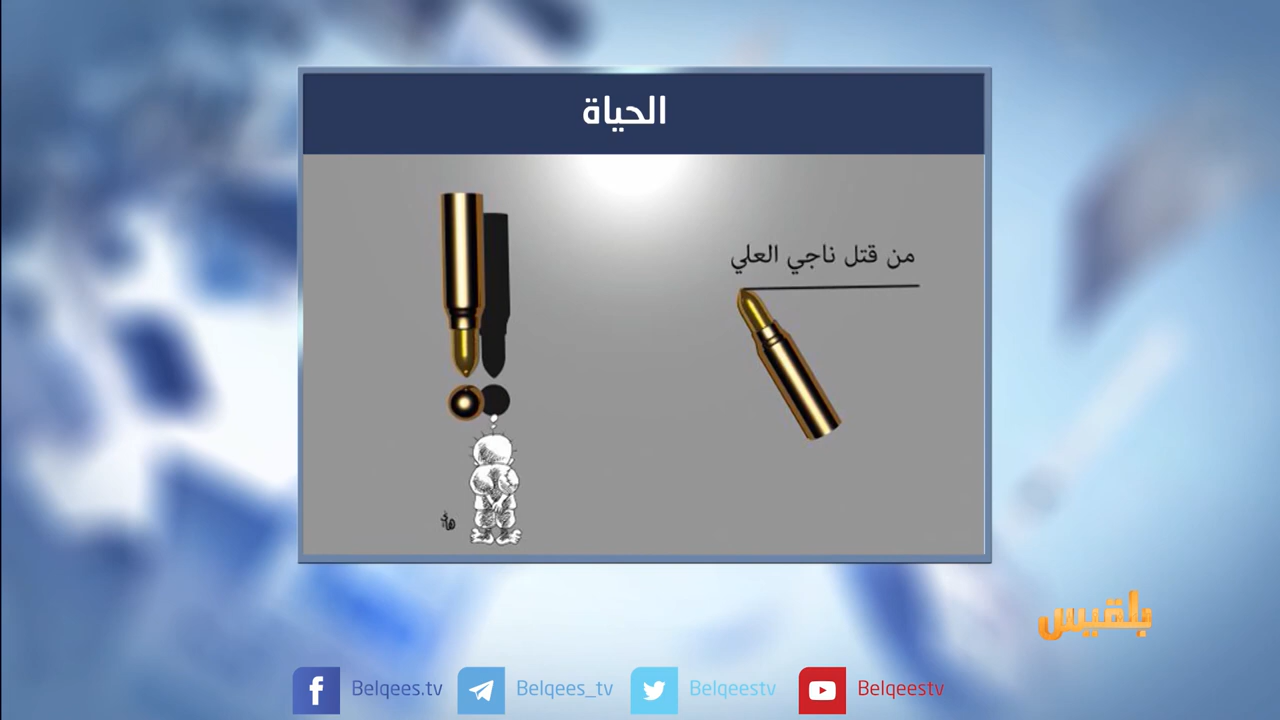 الحياة
من قتل ناجي العلي
بلقيس
Belqees.tv
Belqees_tv
Belqeestv
Belqeestv